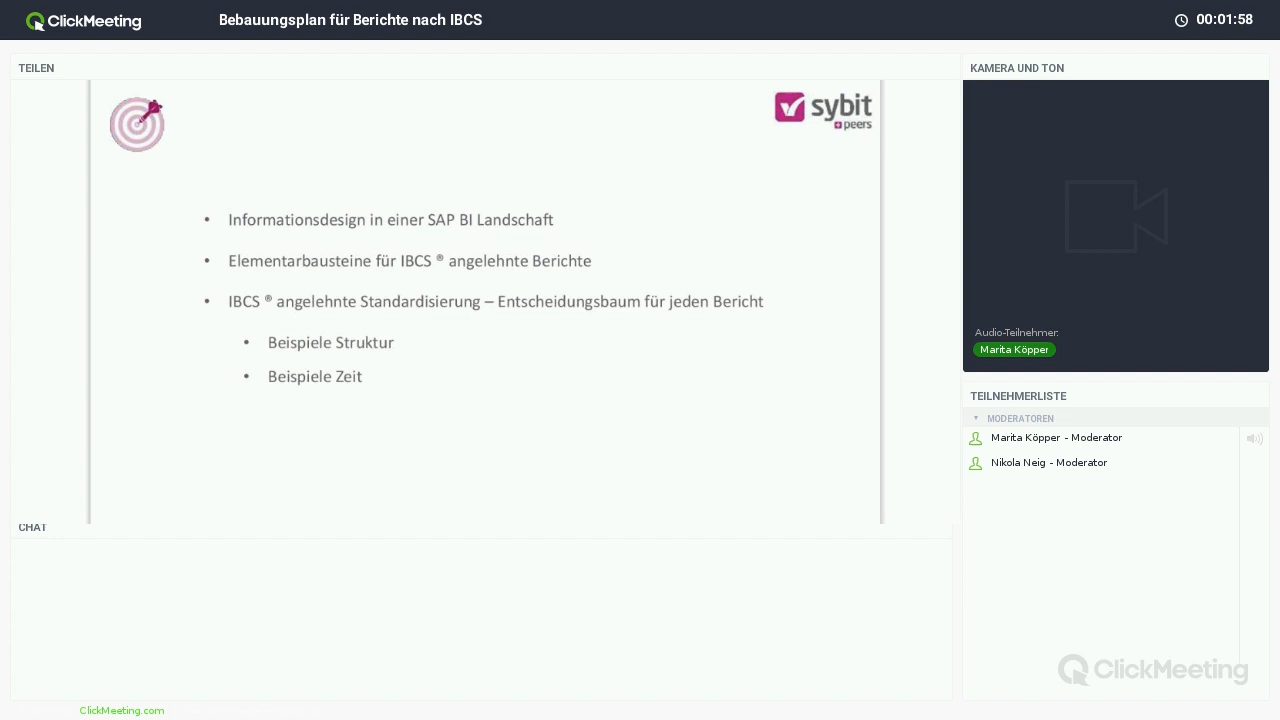 ClickMeeting
Bebauungsplan für Berichte nach IBCS
00:01:58
TEILEN
sybit
peers
• Informationsdesign in einer SAP BI Landschaft
• Elementarbausteine für IBCS ® angelehnte Berichte
• IBCS ® angelehnte Standardisierung – Entscheidungsbaum für jeden Bericht
• Beispiele Struktur
• Beispiele Zeit
CHAT
KAMERA UND TON
Audio-Teilnehmer:
Marita Köpper
TEILNEHMERLISTE
MODERATOREN
Marita Köpper - Moderator
Nikola Neig - Moderator
ClickMeeting
ClickMeeting.com